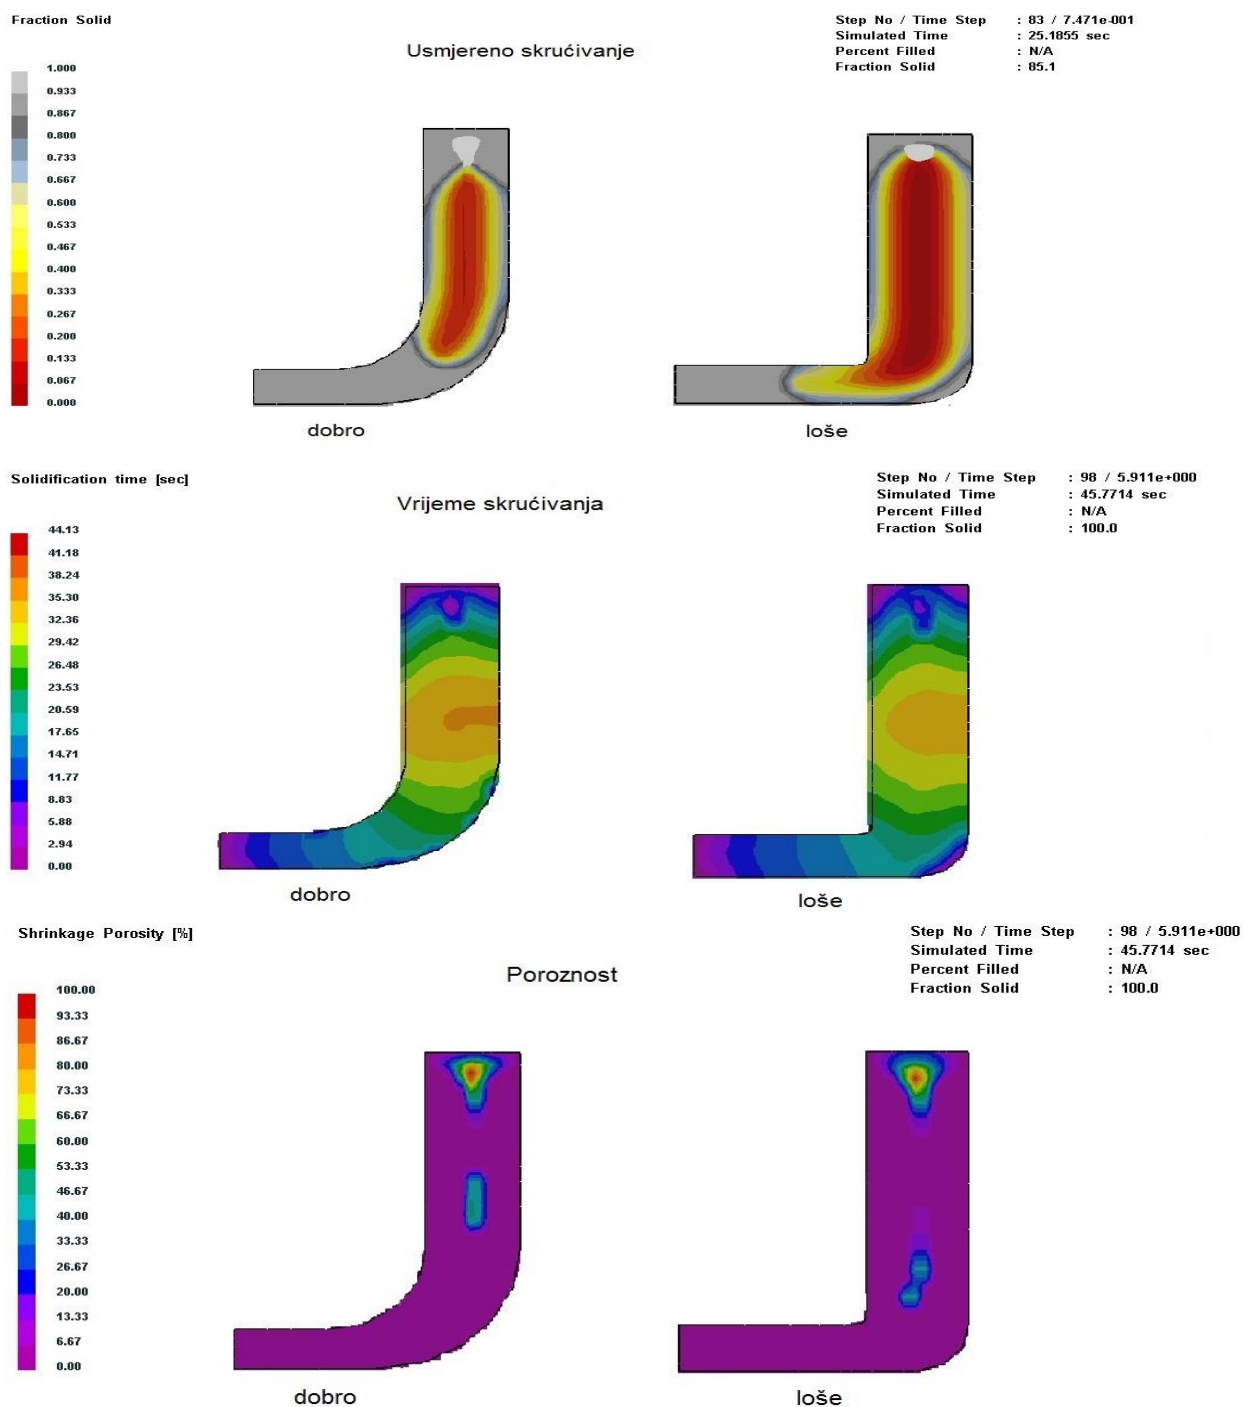 Fraction Solid
Usmjereno skrućivanje
Step No / Time Step : 83 / 7.471e-001
Simulated Time : 25.1855 sec
Percent Filled : N/A
Fraction Solid : 85.1
1.000
0.933
0.867
0.800
0.733
0.667
0.600
0.533
0.467
0.400
0.333
0.267
0.200
0.133
0.067
0.000
dobro
loše
Solidification time [sec]
Vrijeme skrućivanja
Step No / Time Step : 98 / 5.911e+000
Simulated Time : 45.7714 sec
Percent Filled : N/A
Fraction Solid : 100.0
44.13
41.18
38.24
35.30
32.36
29.42
26.48
23.53
20.59
17.65
14.71
11.77
8.83
5.88
2.94
0.00
dobro
loše
Shrinkage Porosity [%]
Poroznost
Step No / Time Step : 98 / 5.911e+000
Simulated Time : 45.7714 sec
Percent Filled : N/A
Fraction Solid : 100.0
100.00
93.33
86.67
80.00
73.33
66.67
60.00
53.33
46.67
40.00
33.33
26.67
20.00
13.33
6.67
0.00
dobro
loše